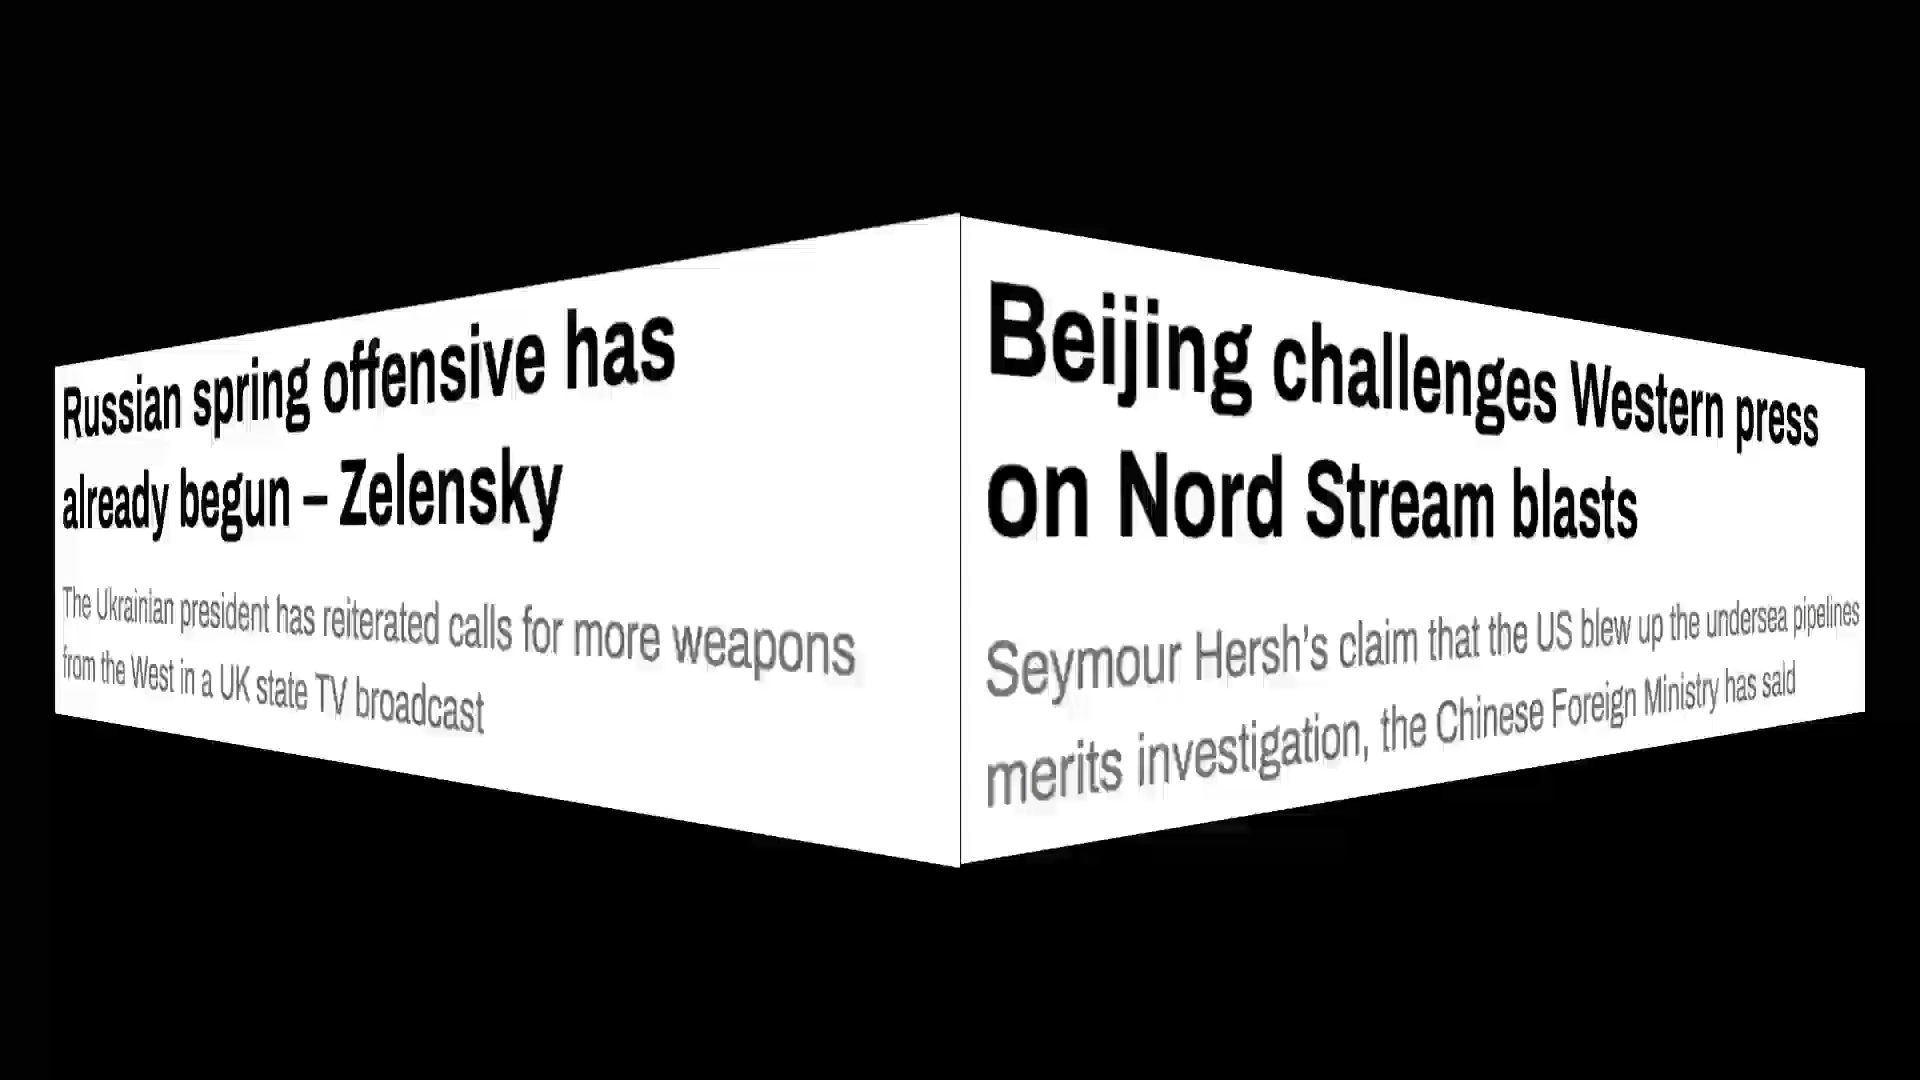 Russian spring offensive has
already begun – Zelensky
The Ukrainian president has reiterated calls for more weapons
from the West in a UK state TV broadcast
Beijing challenges Western press
on Nord Stream blasts
Seymour Hersh's claim that the US blew up the undersea pipelines
merits investigation, the Chinese Foreign Ministry has said